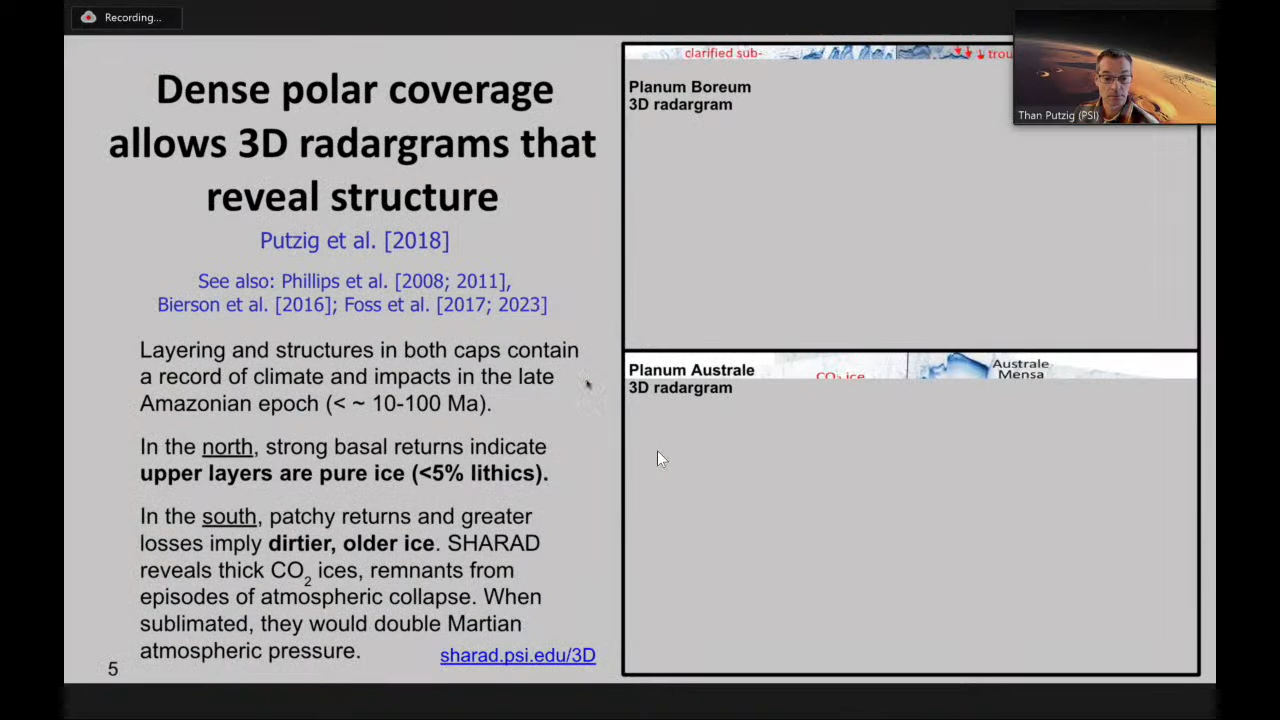 Recording...
Dense polar coverage
allows 3D radargrams that
reveal structure
Putzig et al. [2018]
See also: Phillips et al. [2008; 2011],
Bierson et al. [2016]; Foss et al. [2017; 2023]
Layering and structures in both caps contain
a record of climate and impacts in the late
Amazonian epoch (< ~ 10-100 Ma).
In the north, strong basal returns indicate
upper layers are pure ice (<5% lithics).
In the south, patchy returns and greater
losses imply dirtier, older ice. SHARAD
reveals thick CO2 ices, remnants from
episodes of atmospheric collapse. When
sublimated, they would double Martian
atmospheric pressure.
sharad.psi.edu/3D
5
clarified sub-
Planum Boreum
3D radargram
Than Putzig (PSI)
Planum Australe
3D radargram
CO2 ice
Australe
Mensa